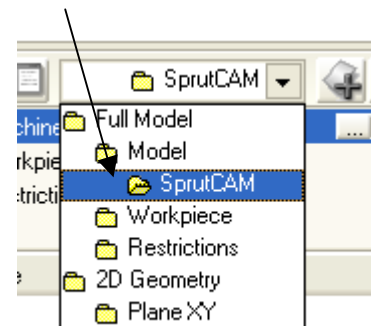 SprutCAM
Full Model
Model
SprutCAM
Workpiece
Restrictions
2D Geometry
Plane XY
...